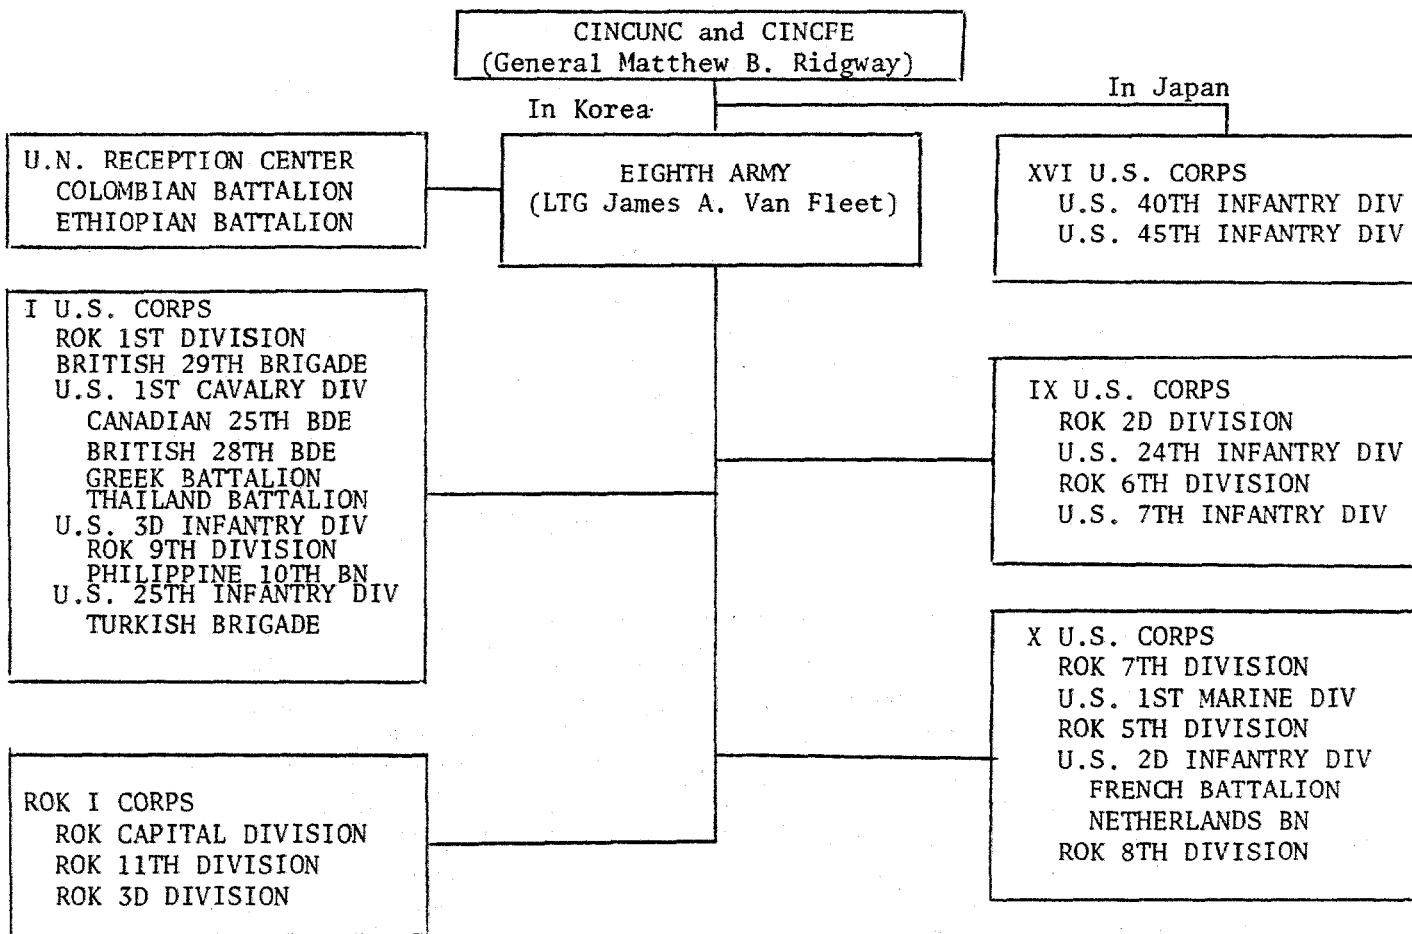 CINCUNC and CINCFE
(General Matthew B. Ridgway)
In Korea
In Japan
U.N. RECEPTION CENTER
COLOMBIAN BATTALION
ETHIOPIAN BATTALION
EIGHTH ARMY
(LTG James A. Van Fleet)
XVI U.S. CORPS
U.S. 40TH INFANTRY DIV
U.S. 45TH INFANTRY DIV
I U.S. CORPS
ROK 1ST DIVISION
BRITISH 29TH BRIGADE
U.S. 1ST CAVALRY DIV
CANADIAN 25TH BDE
BRITISH 28TH BDE
GREEK BATTALION
THAILAND BATTALION
U.S. 3D INFANTRY DIV
ROK 9TH DIVISION
PHILIPPINE 10TH BN
U.S. 25TH INFANTRY DIV
TURKISH BRIGADE
IX U.S. CORPS
ROK 2D DIVISION
U.S. 24TH INFANTRY DIV
ROK 6TH DIVISION
U.S. 7TH INFANTRY DIV
X U.S. CORPS
ROK 7TH DIVISION
U.S. 1ST MARINE DIV
ROK 5TH DIVISION
U.S. 2D INFANTRY DIV
FRENCH BATTALION
NETHERLANDS BN
ROK 8TH DIVISION
ROK I CORPS
ROK CAPITAL DIVISION
ROK 11TH DIVISION
ROK 3D DIVISION